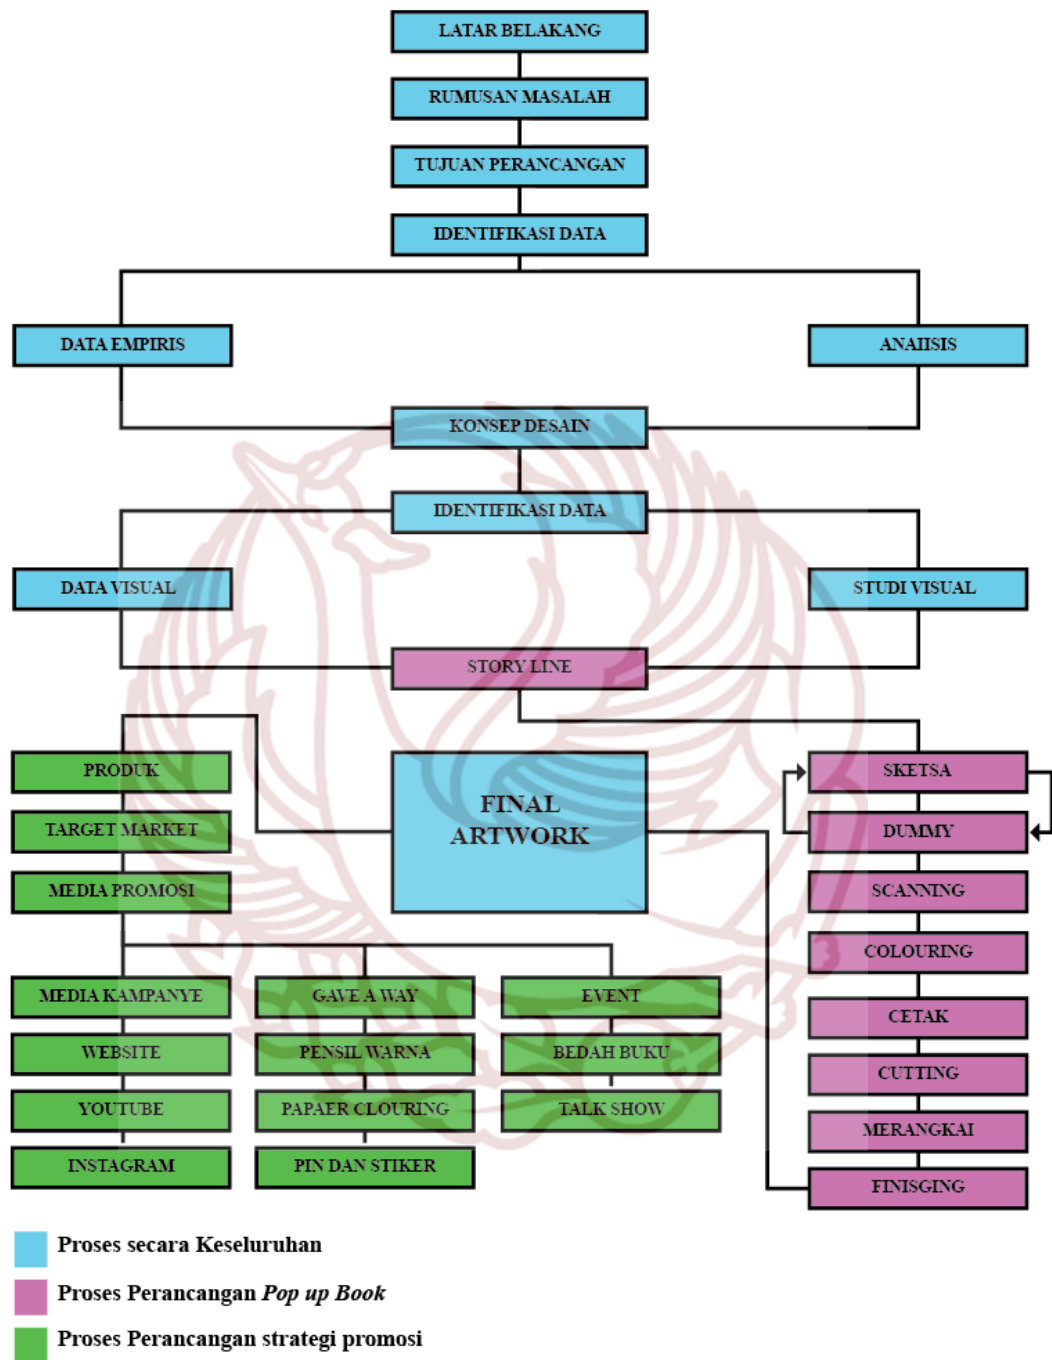 LATAR BELAKANG
RUMUSAN MASALAH
TUJUAN PERANCANGAN
IDENTIFIKASI DATA
DATA EMPIRIS
ANAIISIS
KONSEP DESAIN
IDENTIFIKASI DATA
DATA VISUAL
STUDI VISUAL
STORY LINE
PRODUK
TARGET MARKET
MEDIA PROMOSI
FINAL
ARTWORK
SKETSA
DUMMY
SCANNING
COLOURING
CETAK
CUTTING
MERANGKAI
FINISGING
MEDIA KAMPANYE
WEBSITE
YOUTUBE
INSTAGRAM
GAVE A WAY
PENSIL WARNA
PAPAER CLOURING
PIN DAN STIKER
EVENT
BEDAH BUKU
TALK SHOW
Proses secara Keseluruhan
Proses Perancangan Pop up Book
Proses Perancangan strategi promosi